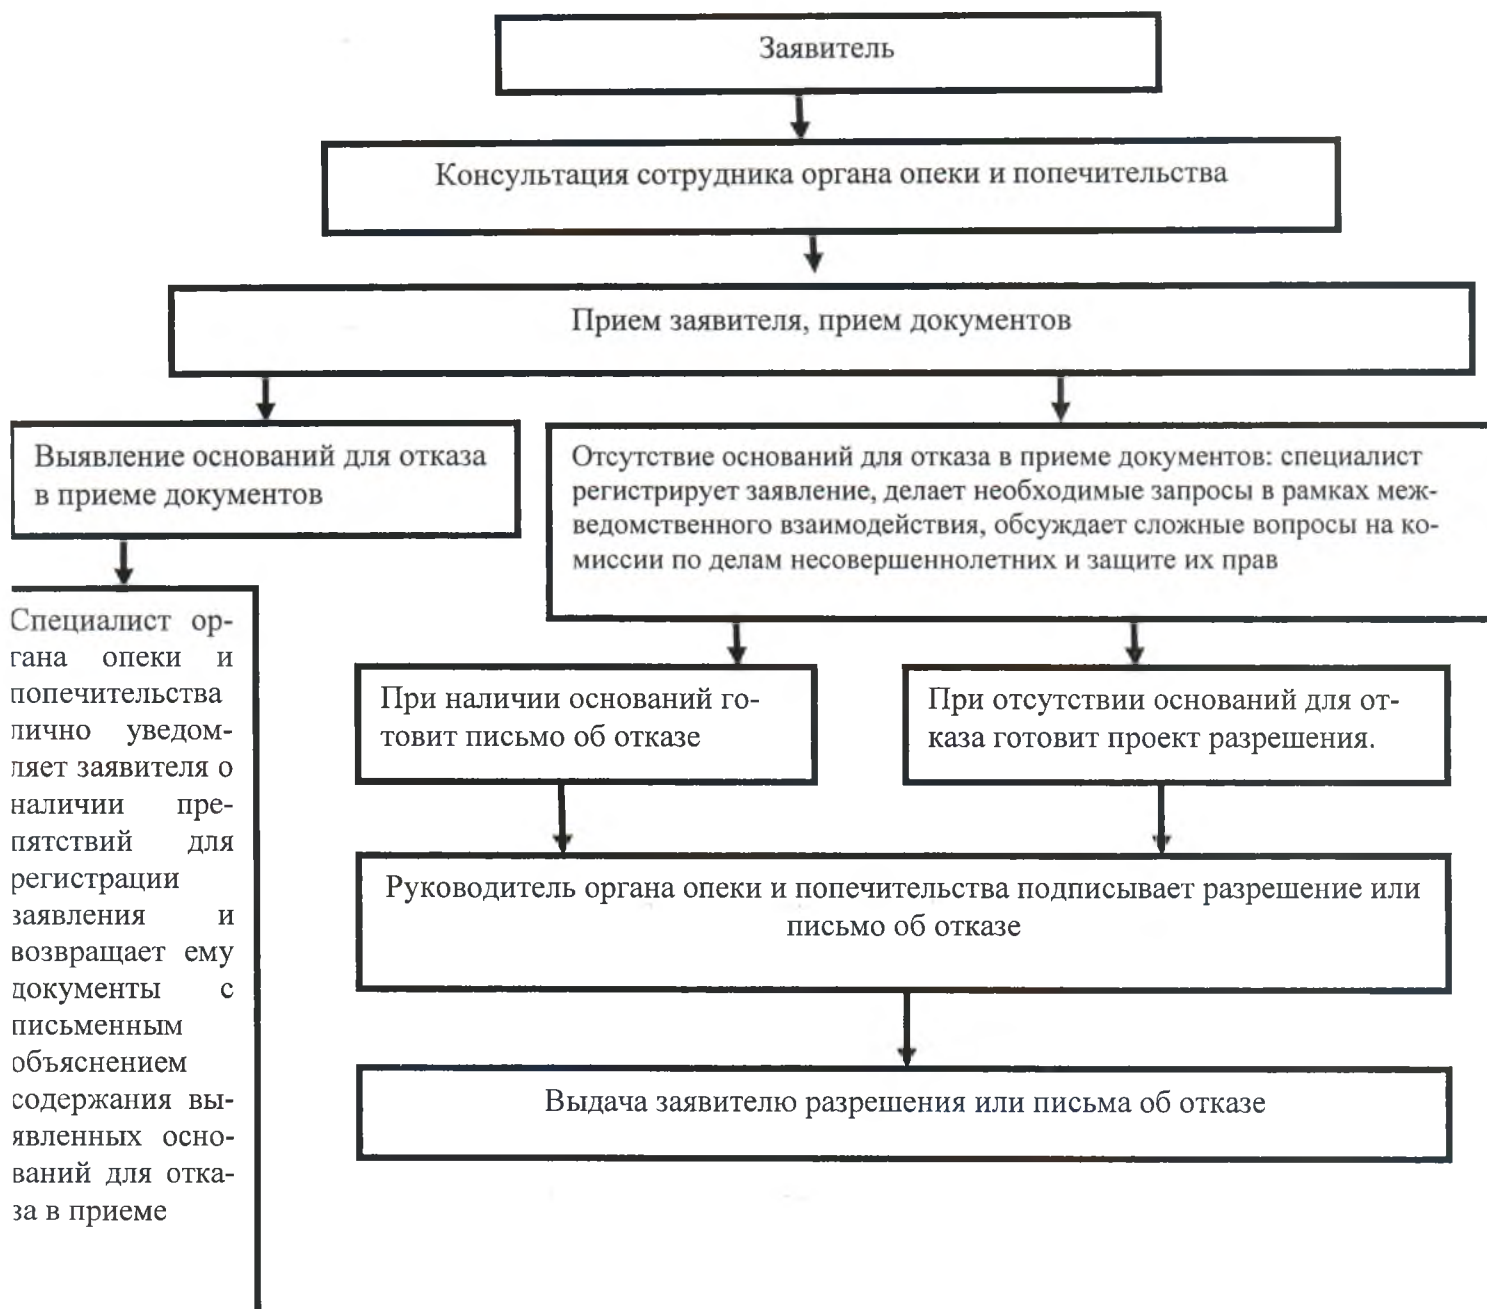 Заявитель
Консультация сотрудника органа опеки и попечительства
Прием заявителя, прием документов
Выявление оснований для отказа
в приеме документов
Отсутствие оснований для отказа в приеме документов: специалист
регистрирует заявление, делает необходимые запросы в рамках меж-
ведомственного взаимодействия, обсуждает сложные вопросы на ко-
миссии по делам несовершеннолетних и защите их прав
Специалист ор-
гана опеки и
попечительства
лично уведом-
ляет заявителя о
наличии пре-
пятствий для
регистрации
заявления и
возвращает ему
документы с
письменным
объяснением
содержания вы-
явленных осно-
ваний для отка-
за в приеме
При наличии оснований го-
товит письмо об отказе
При отсутствии оснований для от-
каза готовит проект разрешения.
Руководитель органа опеки и попечительства подписывает разрешение или
письмо об отказе
Выдача заявителю разрешения или письма об отказе